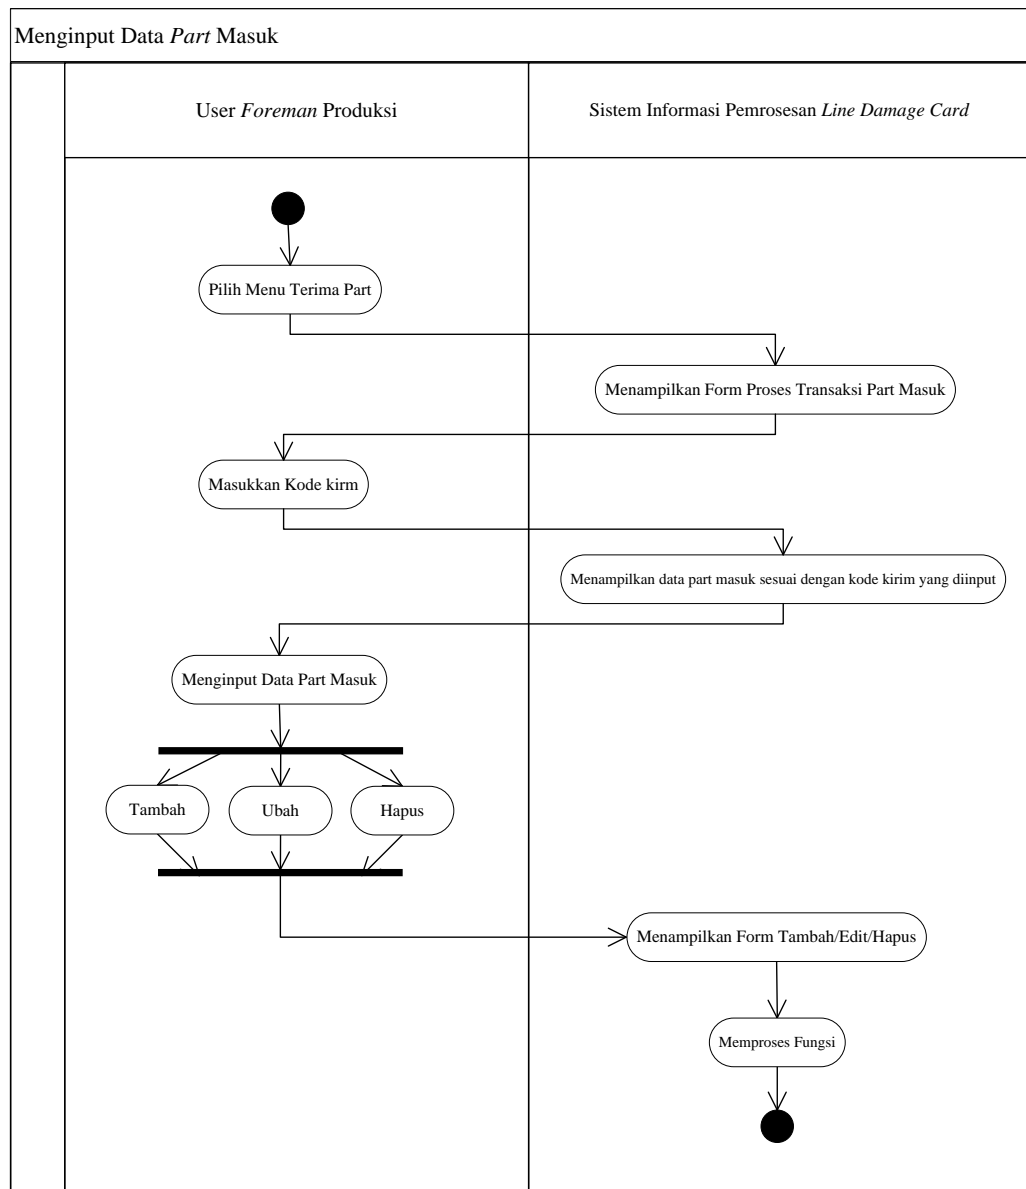 Menginput Data Part Masuk
User Foreman Produksi
Sistem Informasi Pemrosesan Line Damage Card
Pilih Menu Terima Part
Menampilkan Form Proses Transaksi Part Masuk
Masukkan Kode kirm
Menampilkan data part masuk sesuai dengan kode kirim yang diinput
Menginput Data Part Masuk
Tambah
Ubah
Hapus
Menampilkan Form Tambah/Edit/Hapus
Memproses Fungsi